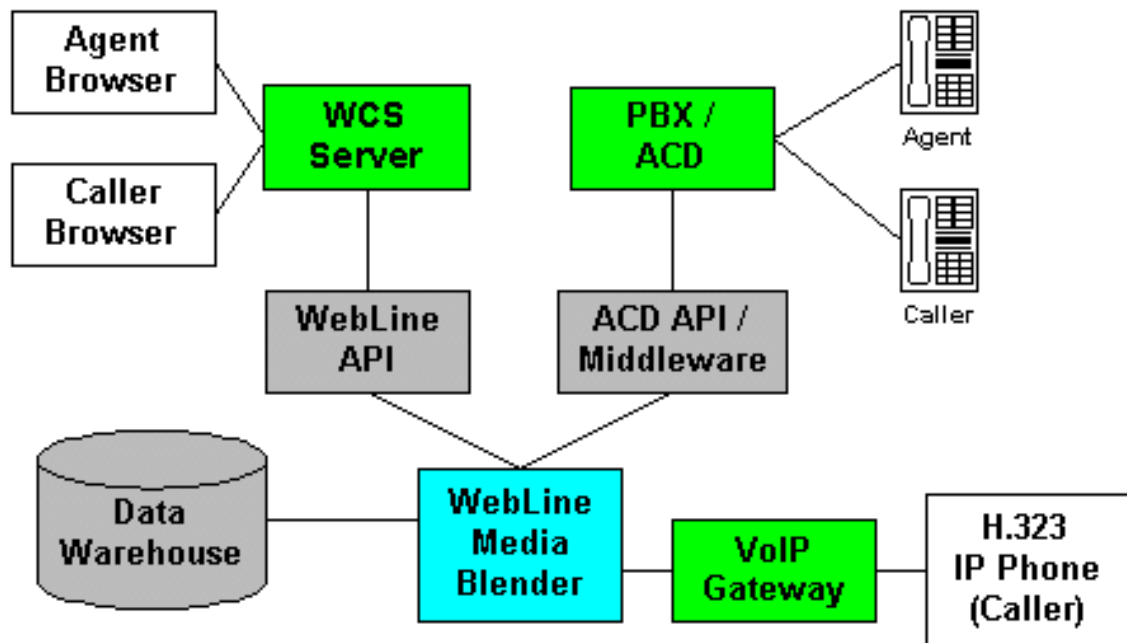 Agent
Browser
WCS
Server
PBX /
ACD
Agent
Caller
Browser
Caller
WebLine
API
ACD API /
Middleware
Data
Warehouse
WebLine
Media
Blender
VoIP
Gateway
H.323
IP Phone
(Caller)